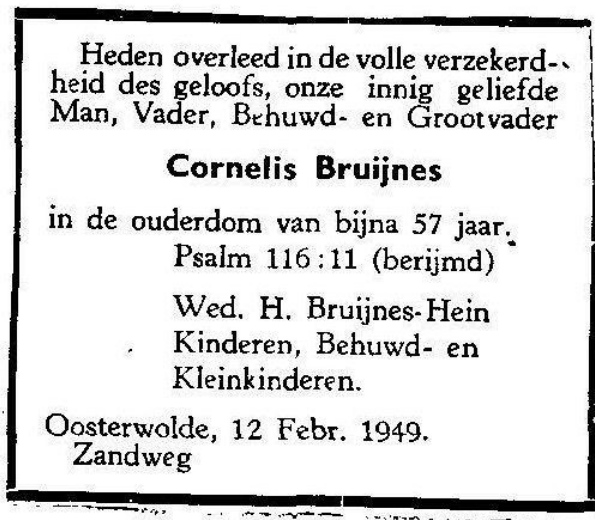 Heden overleed in de volle verzekerd-
heid des geloofs, onze innig geliefde
Man, Vader, Behuwd- en Grootvader
Cornelis Bruijnes
in de ouderdom van bijna 57 jaar.
Psalm 116:11 (berijmd)
Wed. H. Bruijnes-Hein
Kinderen, Behuwd- en
Kleinkinderen.
Oosterwolde, 12 Febr. 1949.
Zandweg